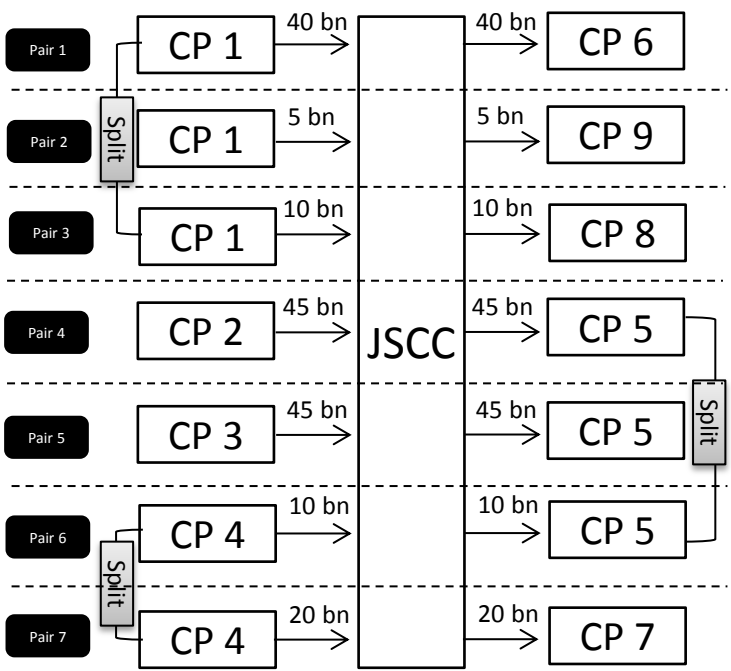 Pair 1
CP 1
40 bn
40 bn
CP 6
Pair 2
Split
CP 1
5 bn
5 bn
CP 9
Pair 3
CP 1
10 bn
10 bn
CP 8
Pair 4
CP 2
45 bn
JSCC
45 bn
CP 5
Pair 5
CP 3
45 bn
45 bn
CP 5
Split
Pair 6
CP 4
10 bn
10 bn
CP 5
Split
Pair 7
CP 4
20 bn
20 bn
CP 7